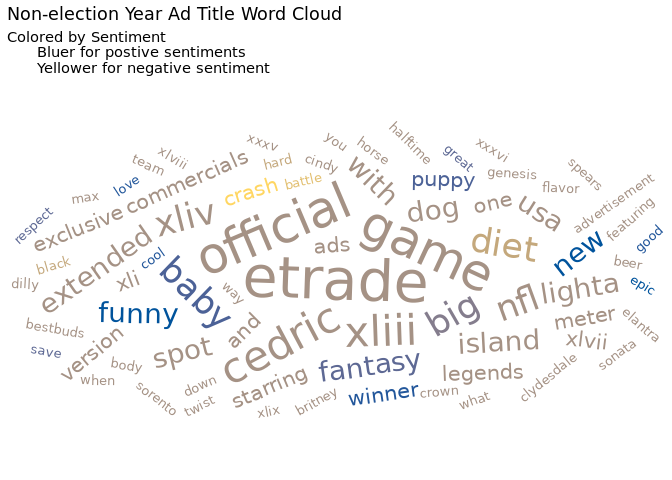 Non-election Year Ad Title Word Cloud
Colored by Sentiment
Bluer for postive sentiments
Yellower for negative sentiment
halftime
you
xxxv
horse
great
xxxvi
xlviii
team
hard
cindy
genesis
spears
love
commercials
crash
battle
with
puppy
flavor
max
respect
exclusive
xliv
official
dog
one
usa
advertisement
featuring
game
ads
diet
new
good
black
extended
cool
dilly
xli
baby
etrade
beer
epic
way
big
nfl
lighta
funny
bestbuds
and
cedric
xliii
island
meter
elantra
save
version
spot
xlvii
sonata
body
fantasy
legends
when
down
starring
winner
crown
clydesdale
sorento
twist
xlix
britney
what